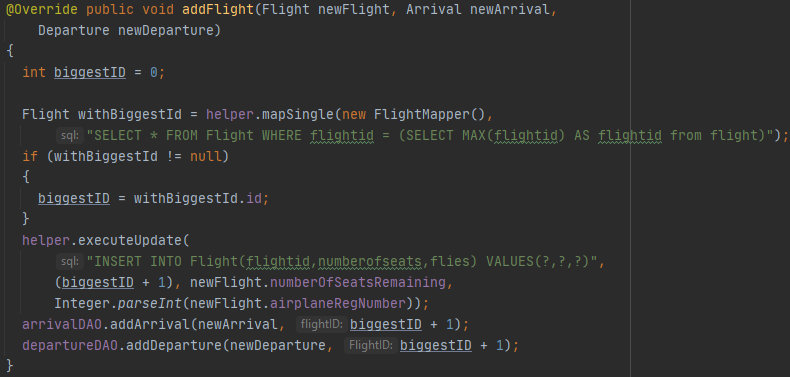 @Override public void addFlight(Flight newFlight, Arrival newArrival,
    Departure newDeparture)
{
  int biggestID = 0;

  Flight withBiggestId = helper.mapSingle(new FlightMapper(),
      sql: "SELECT * FROM Flight WHERE flightid = (SELECT MAX(flightid) AS flightid from flight)");
  if (withBiggestId != null)
  {
    biggestID = withBiggestId.id;
  }
  helper.executeUpdate(
      sql: "INSERT INTO Flight(flightid,numberofseats,flies) VALUES(?,?,?)",
      (biggestID + 1), newFlight.numberOfSeatsRemaining,
      Integer.parseInt(newFlight.airplaneRegNumber));
  arrivalDAO.addArrival(newArrival, flightID: biggestID + 1);
  departureDAO.addDeparture(newDeparture, FlightID: biggestID + 1);
}